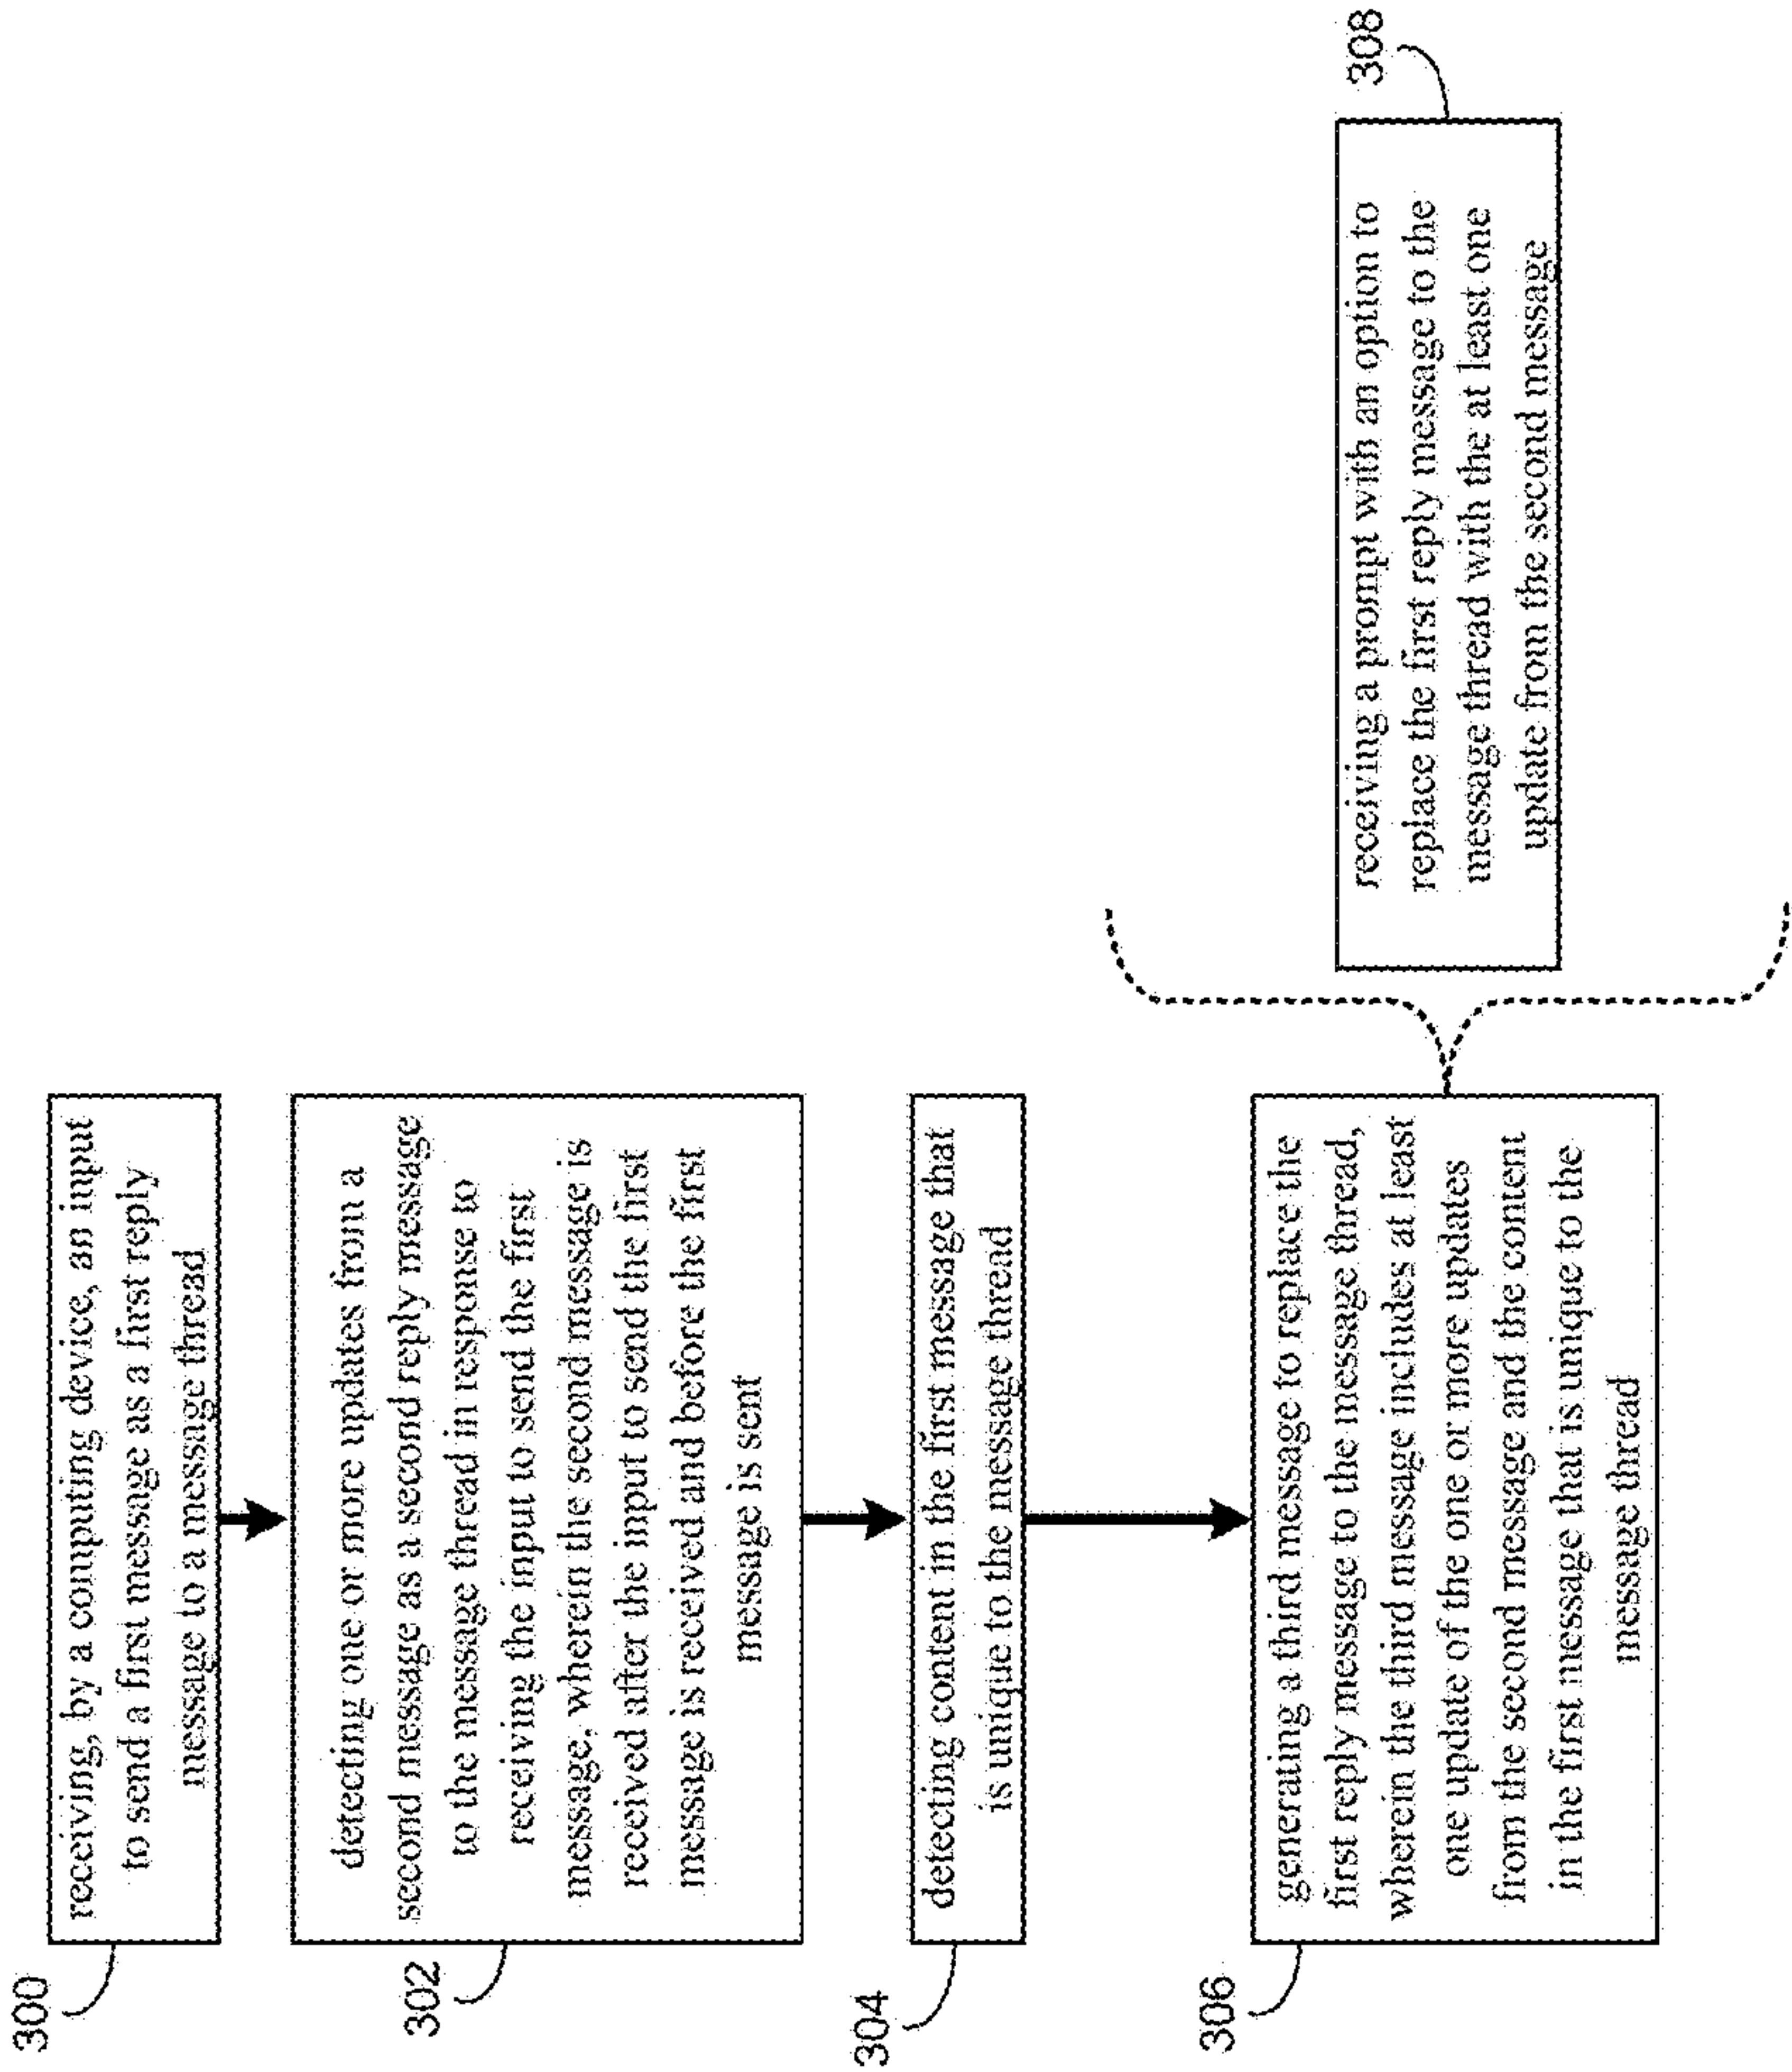 300
receiving, by a computing device, an input
to send a first message as a first reply
message to a message thread
302
detecting one or more updates from a
second message as a second reply message
to the message thread in response to
receiving the input to send the first
message, wherein the second message is
received after the input to send the first
message is received and before the first
message is sent
304
detecting content in the first message that
is unique to the message thread
306
generating a third message to replace the
first reply message to the message thread,
wherein the third message includes at least
one update of the one or more updates
from the second message and the content
in the first message that is unique to the
message thread
308
receiving a prompt with an option to
replace the first reply message to the
message thread with the at least one
update from the second message